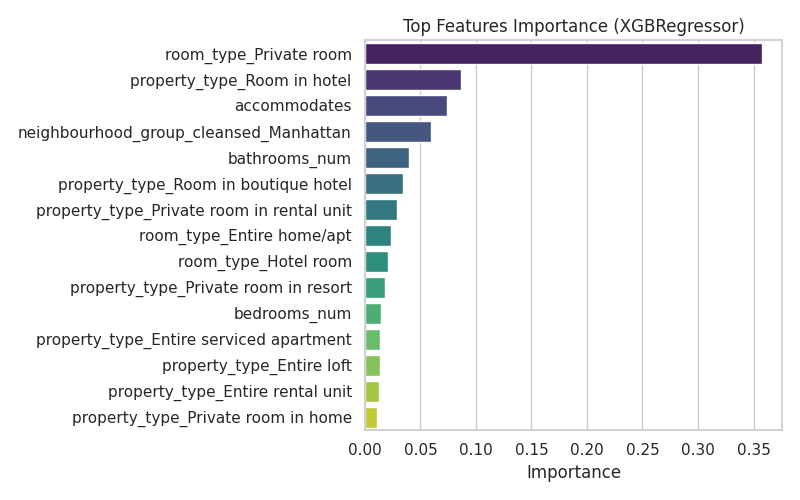 Top Features Importance (XGBRegressor)
room_type_Private room
property_type_Room in hotel
accommodates
neighbourhood_group_cleansed_Manhattan
bathrooms_num
property_type_Room in boutique hotel
property_type_Private room in rental unit
room_type_Entire home/apt
room_type_Hotel room
property_type_Private room in resort
bedrooms_num
property_type_Entire serviced apartment
property_type_Entire loft
property_type_Entire rental unit
property_type_Private room in home
0.00 0.05 0.10 0.15 0.20 0.25 0.30 0.35
Importance